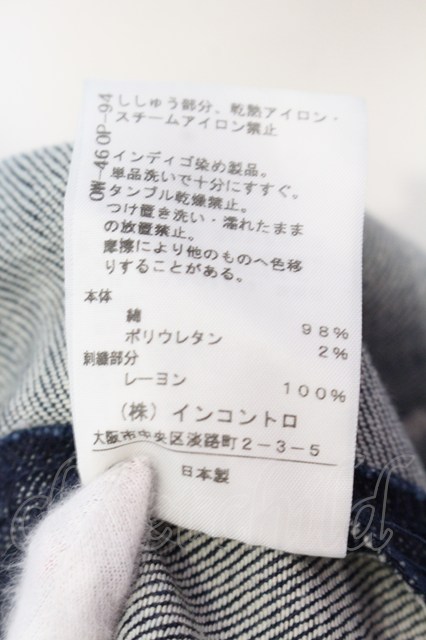 OW-46OP-94
ししゅう部分、乾熱アイロン・
スチームアイロン禁止
インディゴ染め製品。
単品洗いで十分にすすぐ。
タンブル乾燥禁止。
つけ置き洗い・濡れたまま
の放置禁止。
摩擦により他のものへ色移
りすることがある。
本体
綿 98%
ポリウレタン 2%
刺繍部分
レーヨン 100%
(株) インコントロ
大阪市中央区淡路町2-3-5
日本製